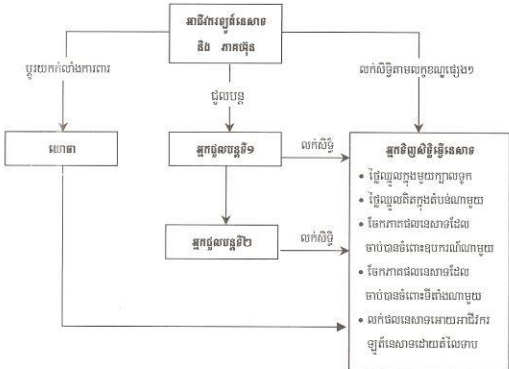 អាជីវករឡូត៍នេសាទ
និង ភាគហ៊ុន
ប្តូរយកកំលាំងការពារ
លក់សិទ្ធិតាមលក្ខខណ្ឌផ្សេងៗ
ជួលបន្ត
យោធា
អ្នកជួលបន្តទី១
លក់សិទ្ធិ
អ្នកទិញសិទ្ធិធ្វើនេសាទ
• ថ្លៃឈ្នួលក្នុងមួយក្បាលទូក
• ថ្លៃឈ្នួលគិតក្នុងតំបន់ណាមួយ
• ចែកភាគផលនេសាទដែល
ចាប់បានចំពោះឧបករណ៍ណាមួយ
• ចែកភាគផលនេសាទដែល
ចាប់បានចំពោះទីតាំងណាមួយ
• លក់ផលនេសាទអោយអាជីវករ
ឡូត៍នេសាទដោយតំលៃទាប
អ្នកជួលបន្តទី២
លក់សិទ្ធិ